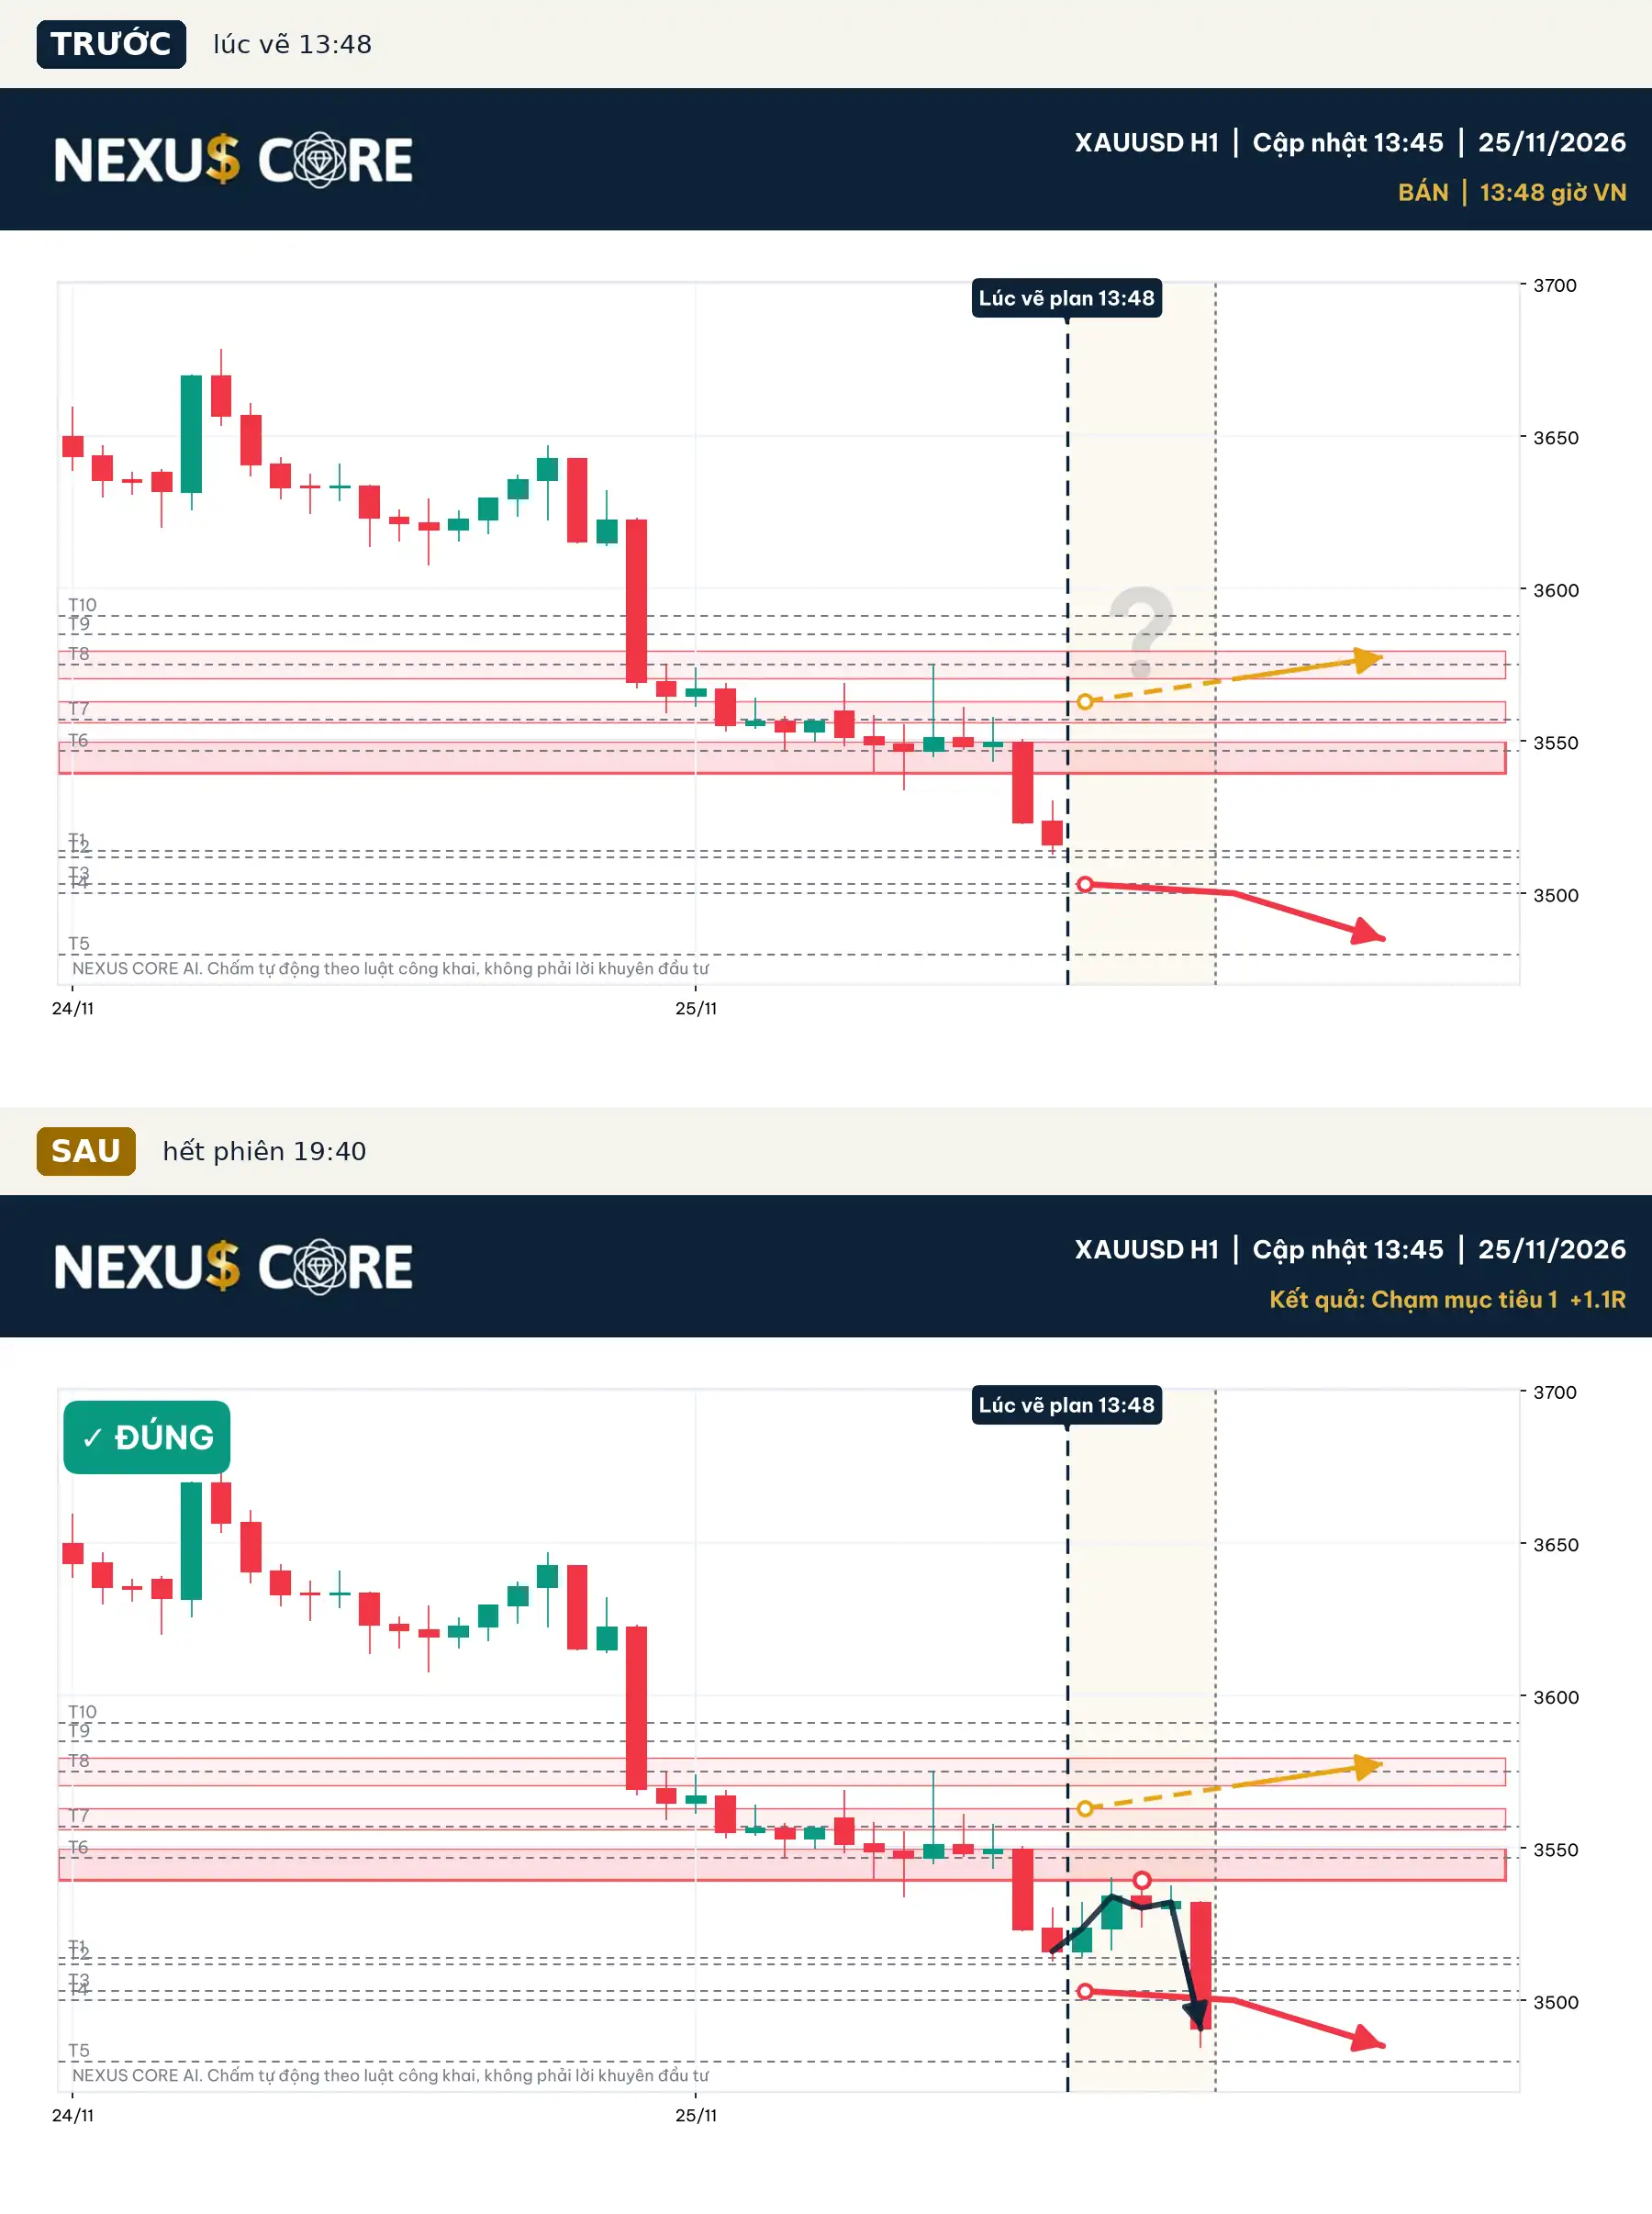 TRƯỚC lúc vẽ 13:48
NEXU$ CORE
XAUUSD H1 | Cập nhật 13:45 | 25/11/2026
BÁN | 13:48 giờ VN
Lúc vẽ plan 13:48
3700
3650
3600
3550
3500
?
T10
T9
T8
T7
T6
T1
T2
T3
T4
T5
NEXUS CORE AI. Chấm tự động theo luật công khai, không phải lời khuyên đầu tư
24/11
25/11
SAU hết phiên 19:40
NEXU$ CORE
XAUUSD H1 | Cập nhật 13:45 | 25/11/2026
Kết quả: Chạm mục tiêu 1 +1.1R
Lúc vẽ plan 13:48
✓ ĐÚNG
3700
3650
3600
3550
3500
T10
T9
T8
T7
T6
T1
T2
T3
T4
T5
NEXUS CORE AI. Chấm tự động theo luật công khai, không phải lời khuyên đầu tư
24/11
25/11